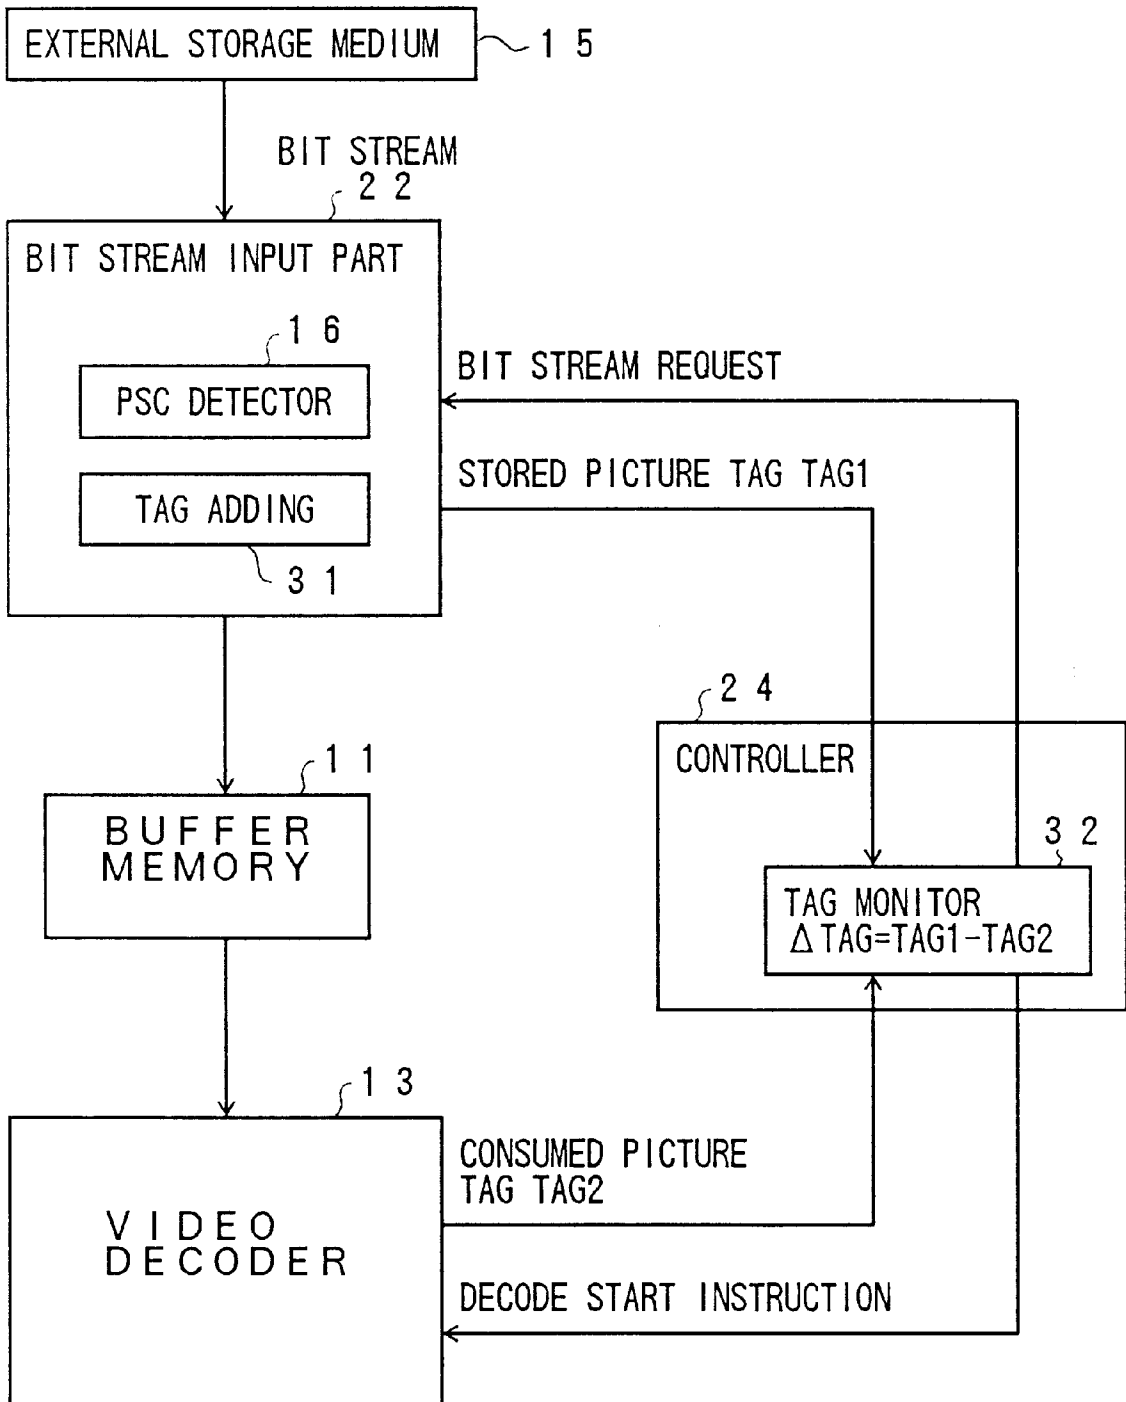 EXTERNAL STORAGE MEDIUM
15
BIT STREAM
22
BIT STREAM INPUT PART
16
PSC DETECTOR
TAG ADDING
31
BIT STREAM REQUEST
STORED PICTURE TAG TAG1
24
CONTROLLER
32
TAG MONITOR
Δ TAG=TAG1-TAG2
11
BUFFER
MEMORY
13
VIDEO
DECODER
CONSUMED PICTURE
TAG TAG2
DECODE START INSTRUCTION